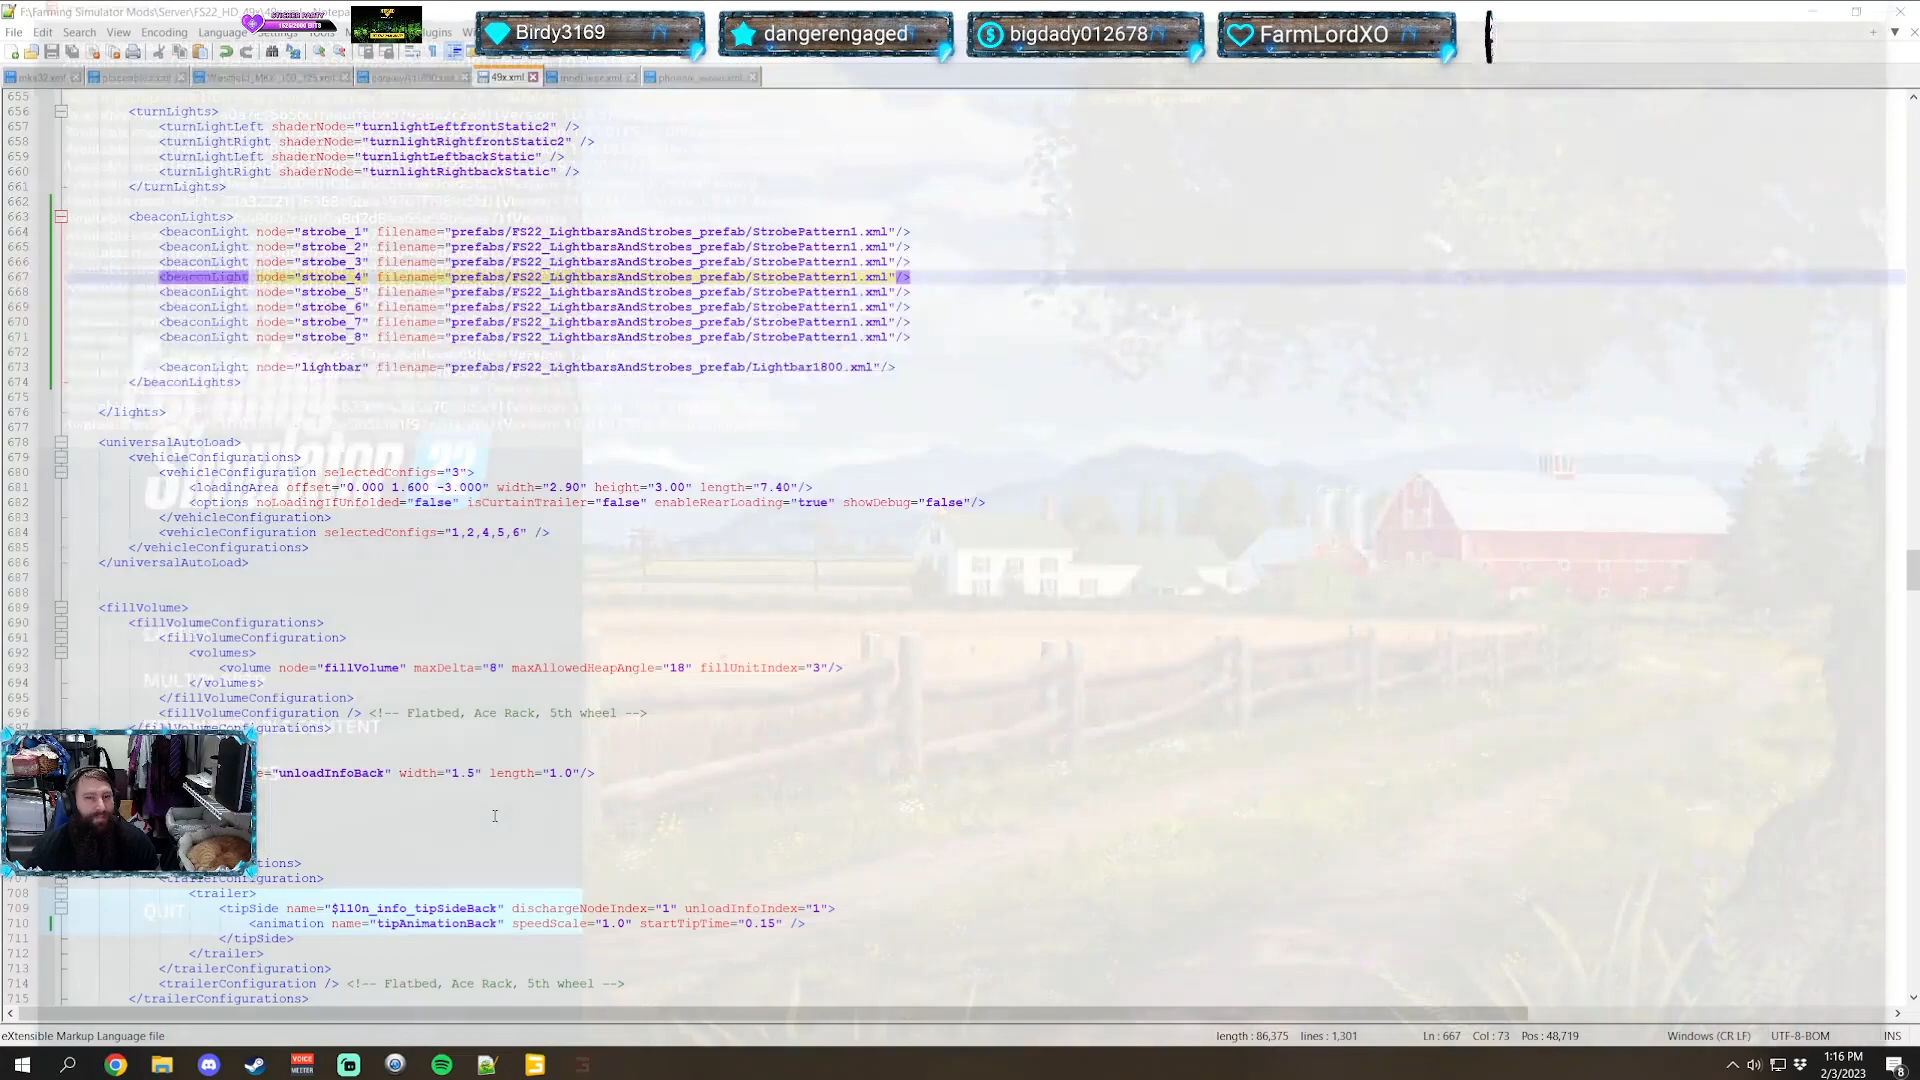 F:\Farming Simulator Mods\Server\FS22_HD_49x\49x.xml - Notepad
STICKER PARTY
Birdy3169
dangerengaged
bigdady012678
FarmLordXO
File Edit Search View Encoding Language
49x.xml
655
656 <turnLights>
657 <turnLightLeft shaderNode="turnlightLeftfrontStatic2" />
658 <turnLightRight shaderNode="turnlightRightfrontStatic2" />
659 <turnLightLeft shaderNode="turnlightLeftbackStatic" />
660 <turnLightRight shaderNode="turnlightRightbackStatic" />
661 </turnLights>
662
663 <beaconLights>
664 <beaconLight node="strobe_1" filename="prefabs/FS22_LightbarsAndStrobes_prefab/StrobePattern1.xml"/>
665 <beaconLight node="strobe_2" filename="prefabs/FS22_LightbarsAndStrobes_prefab/StrobePattern1.xml"/>
666 <beaconLight node="strobe_3" filename="prefabs/FS22_LightbarsAndStrobes_prefab/StrobePattern1.xml"/>
667 <beaconLight node="strobe_4" filename="prefabs/FS22_LightbarsAndStrobes_prefab/StrobePattern1.xml"/>
668 <beaconLight node="strobe_5" filename="prefabs/FS22_LightbarsAndStrobes_prefab/StrobePattern1.xml"/>
669 <beaconLight node="strobe_6" filename="prefabs/FS22_LightbarsAndStrobes_prefab/StrobePattern1.xml"/>
670 <beaconLight node="strobe_7" filename="prefabs/FS22_LightbarsAndStrobes_prefab/StrobePattern1.xml"/>
671 <beaconLight node="strobe_8" filename="prefabs/FS22_LightbarsAndStrobes_prefab/StrobePattern1.xml"/>
672
673 <beaconLight node="lightbar" filename="prefabs/FS22_LightbarsAndStrobes_prefab/Lightbar1800.xml"/>
674 </beaconLights>
675
676 </lights>
677
678 <universalAutoLoad>
679 <vehicleConfigurations>
680 <vehicleConfiguration selectedConfigs="3">
681 <loadingArea offset="0.000 1.600 -3.000" width="2.90" height="3.00" length="7.40"/>
682 <options noLoadingIfUnfolded="false" isCurtainTrailer="false" enableRearLoading="true" showDebug="false"/>
683 </vehicleConfiguration>
684 <vehicleConfiguration selectedConfigs="1,2,4,5,6" />
685 </vehicleConfigurations>
686 </universalAutoLoad>
687
688
689 <fillVolume>
690 <fillVolumeConfigurations>
691 <fillVolumeConfiguration>
692 <volumes>
693 <volume node="fillVolume" maxDelta="8" maxAllowedHeapAngle="18" fillUnitIndex="3"/>
694 </volumes>
695 </fillVolumeConfiguration>
696 <fillVolumeConfiguration /> <!-- Flatbed, Ace Rack, 5th wheel -->
697 </fillVolumeConfigurations>
="unloadInfoBack" width="1.5" length="1.0"/>
<trailerConfiguration>
708 <trailer>
QUIT
709 <tipSide name="$l10n_info_tipSideBack" dischargeNodeIndex="1" unloadInfoIndex="1">
710 <animation name="tipAnimationBack" speedScale="1.0" startTipTime="0.15" />
711 </tipSide>
712 </trailer>
713 </trailerConfiguration>
714 <trailerConfiguration /> <!-- Flatbed, Ace Rack, 5th wheel -->
715 </trailerConfigurations>
eXtensible Markup Language file
length : 86,375 lines : 1,301
Ln : 667 Col : 73 Pos : 48,719
Windows (CR LF)
UTF-8-BOM
INS
VOICE MEETER
1:16 PM
2/3/2023
8